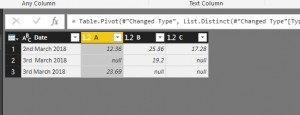 Any Column
Text Column
= Table.Pivot(#"Changed Type", List.Distinct(#"Changed Type"[Typ
Date
1.2 A
1.2 B
1.2 C
1 2nd March 2018 12.36 25.36 17.28
2 3rd March 2018 null 19.2 null
3 3rd March 2018 23.69 null null